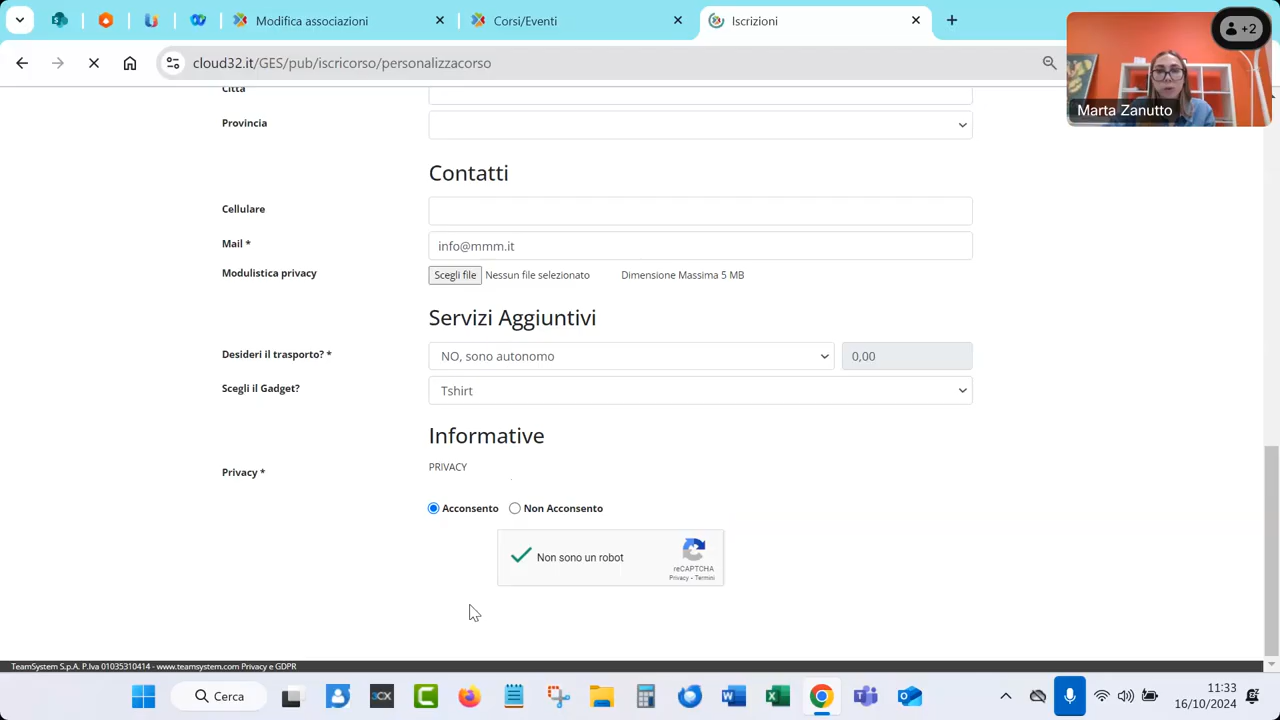 Modifica associazioni
Corsi/Eventi
Iscrizioni
+2
cloud32.it/GES/pub/iscricorso/personalizzacorso
Marta Zanutto
Città
Provincia
Contatti
Cellulare
Mail *
info@mmm.it
Modulistica privacy
Scegli file Nessun file selezionato
Dimensione Massima 5 MB
Servizi Aggiuntivi
Desideri il trasporto? *
NO, sono autonomo
0,00
Scegli il Gadget?
Tshirt
Informative
Privacy *
PRIVACY
Acconsento Non Acconsento
Non sono un robot
reCAPTCHA
Privacy - Termini
TeamSystem S.p.A. P.Iva 01035310414 - www.teamsystem.com Privacy e GDPR
Cerca
3CX
11:33
16/10/2024